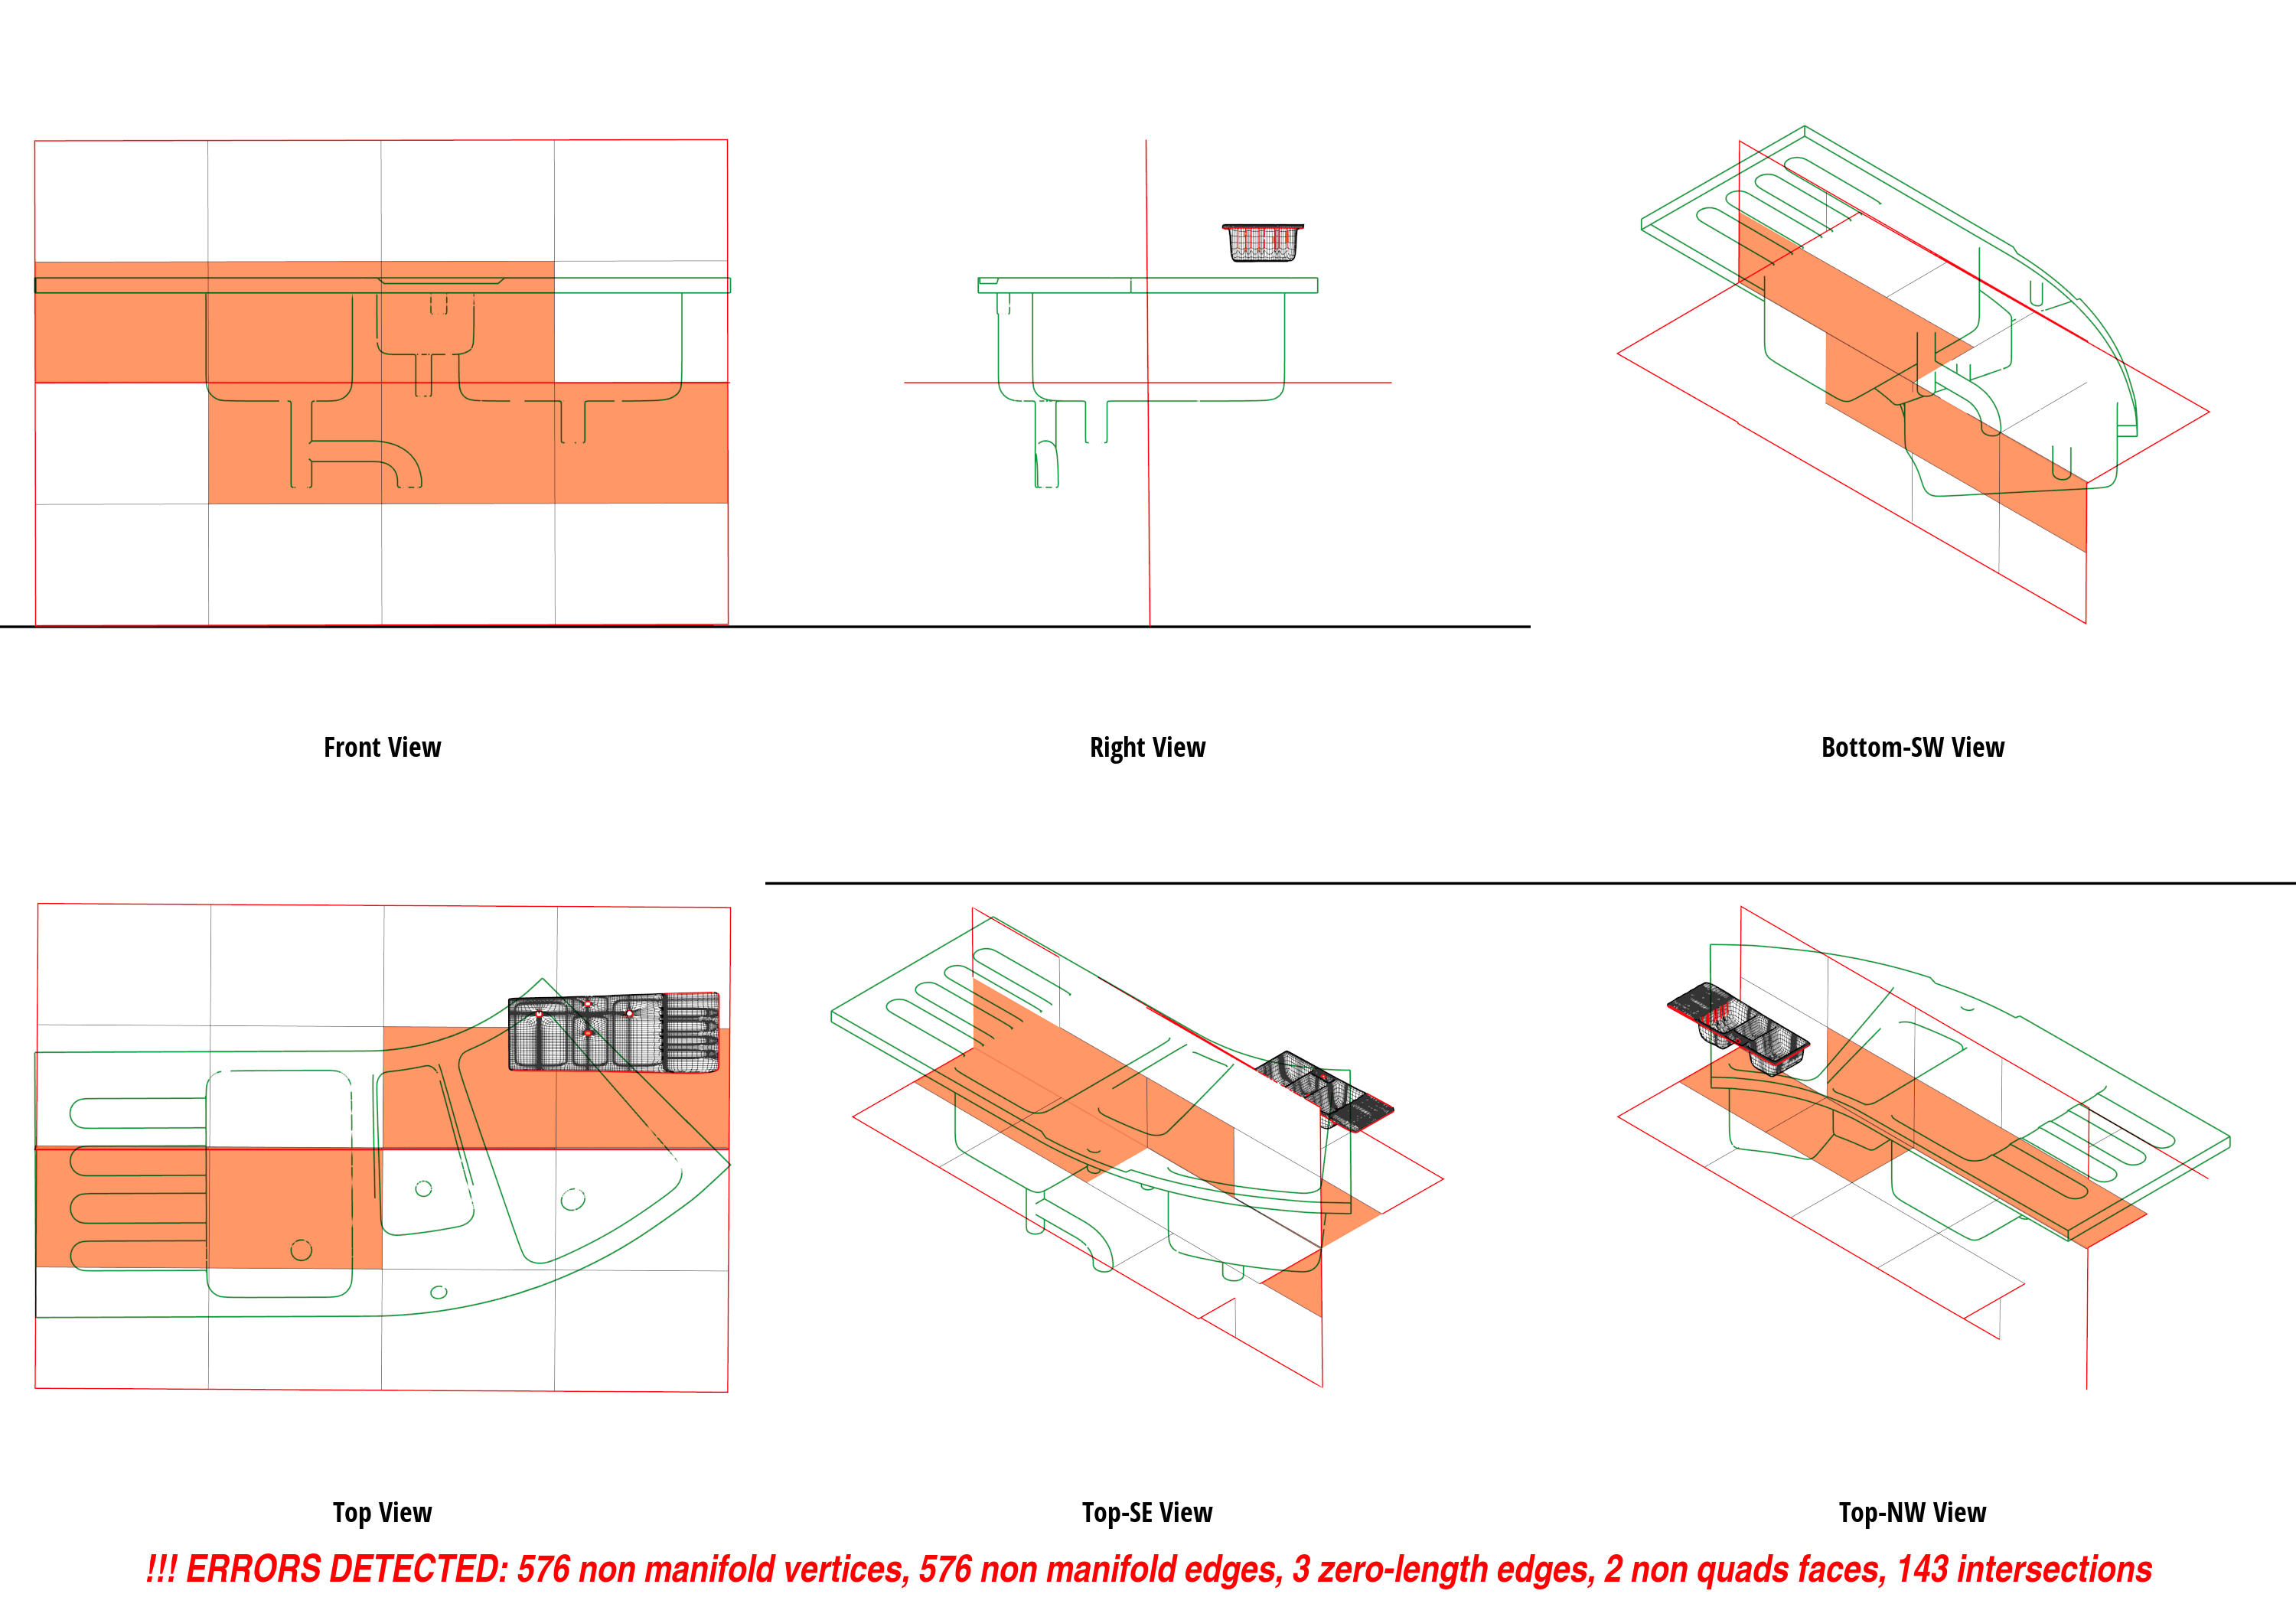 Front View
Right View
Bottom-SW View
Top View
Top-SE View
Top-NW View
!!! ERRORS DETECTED: 576 non manifold vertices, 576 non manifold edges, 3 zero-length edges, 2 non quads faces, 143 intersections